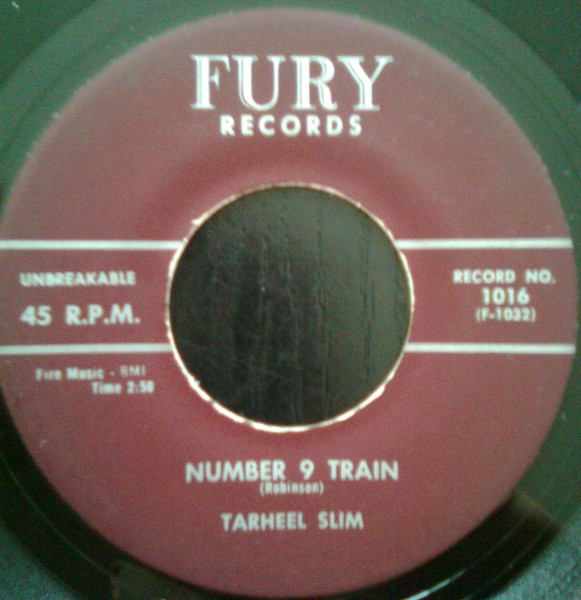 FURY
RECORDS
UNBREAKABLE
45 R.P.M.
RECORD NO.
1016
(F-1032)
Fire Music - BMI
Time 2:50
NUMBER 9 TRAIN
(Robinson)
TARHEEL SLIM